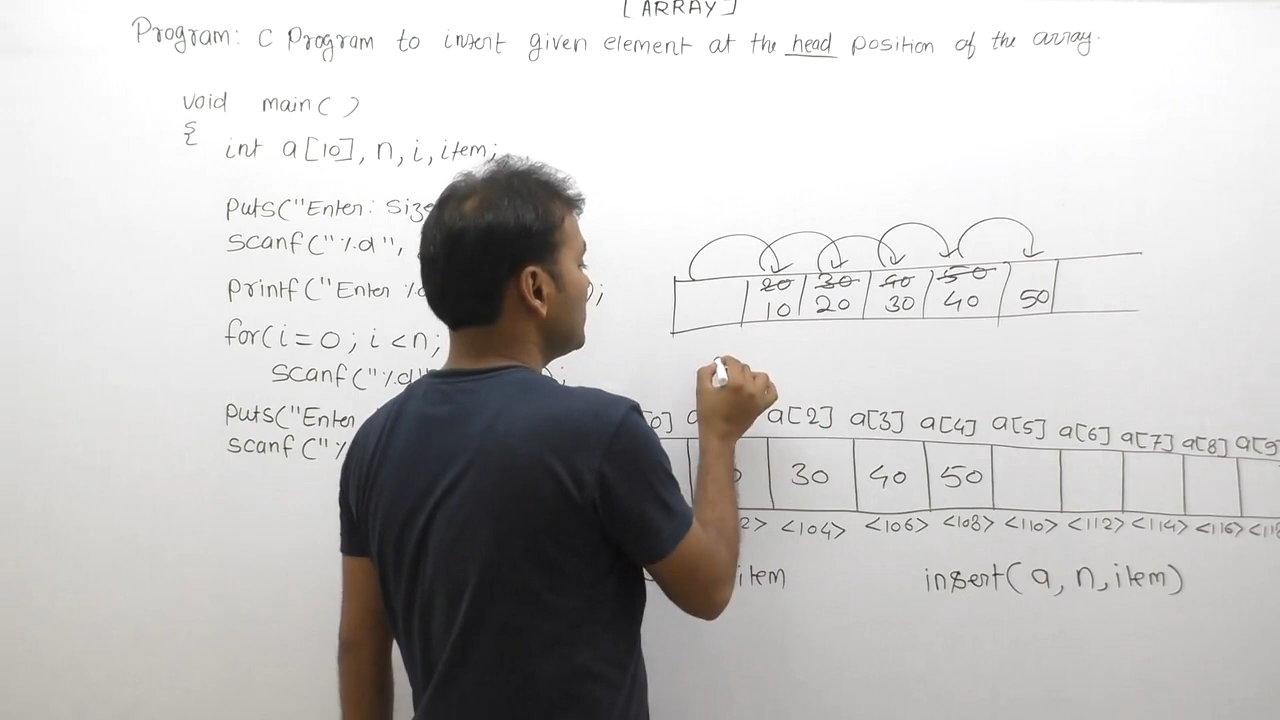 [ARRAY]
Program: C Program to insert given element at the head position of the array.
void main( )
{
int a[10], n, i, item;
puts("Enter: size
scanf("%d",
printf("Enter % );
for(i=0; i<n;
scanf("%d" ;
puts("Enter
scanf("%
20 30 40 50
10 20 30 40 50
a[2] a[3] a[4] a[5] a[6] a[7] a[8] a[9
30 40 50
2> <104> <106> <108> <110> <112> <114> <116> <118
item
insert(a, n, item)